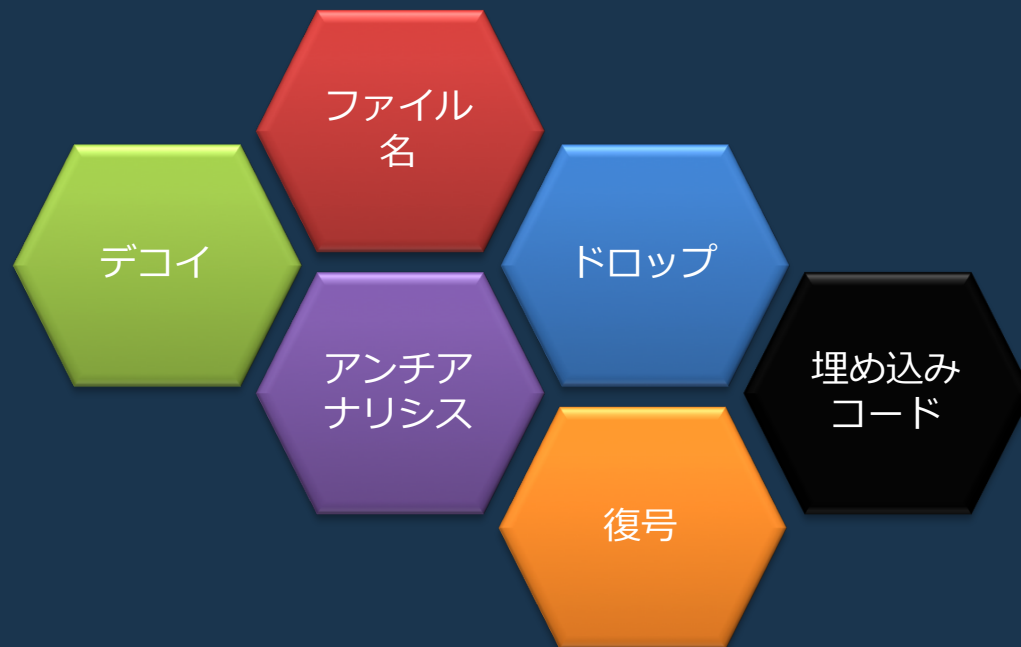 ファイル
名
デコイ
ドロップ
アンチア
ナリシス
埋め込み
コード
復号